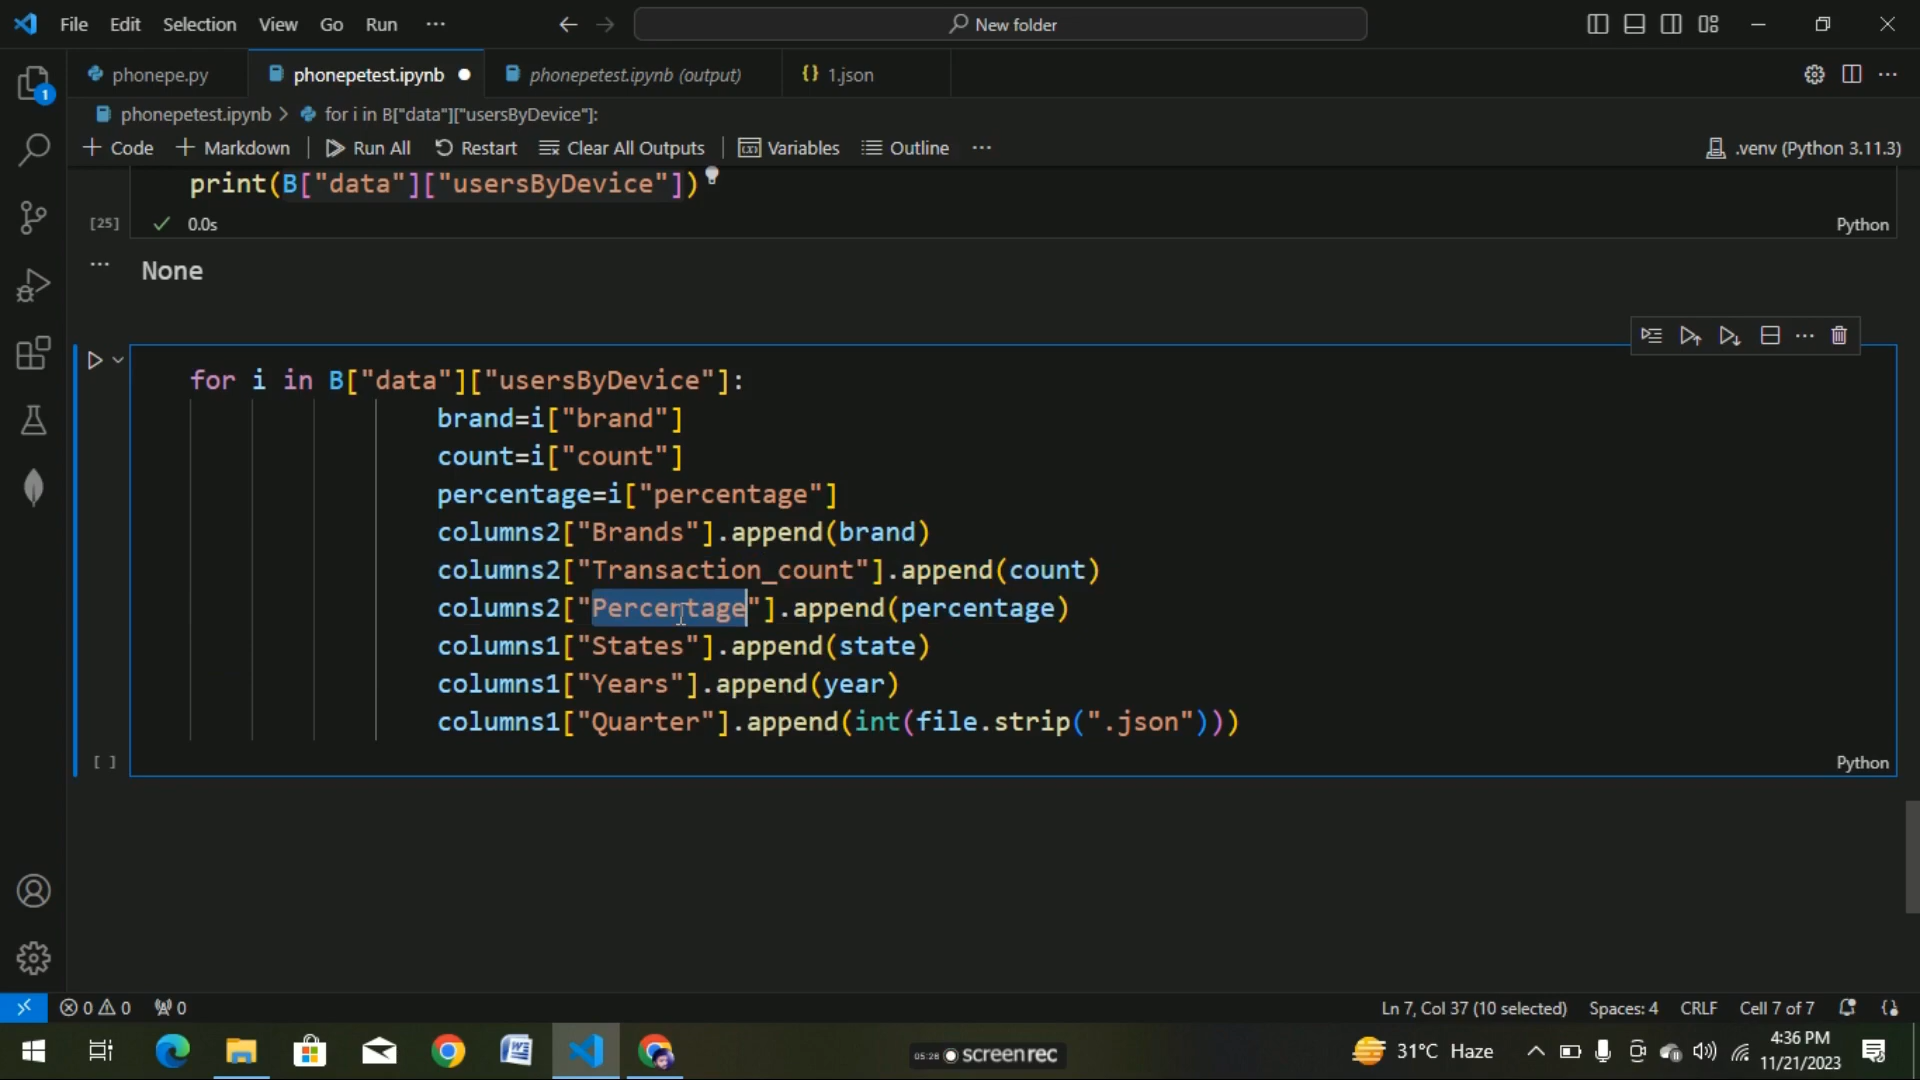 File Edit Selection View Go Run ··· New folder
phonepe.py phonepetest.ipynb phonepetest.ipynb (output) {} 1.json
1
phonepetest.ipynb > for i in B["data"]["usersByDevice"]:
+ Code + Markdown Run All Restart Clear All Outputs Variables Outline ··· .venv (Python 3.11.3)
print(B["data"]["usersByDevice"])
[25] 0.0s Python
··· None
for i in B["data"]["usersByDevice"]:
brand=i["brand"]
count=i["count"]
percentage=i["percentage"]
columns2["Brands"].append(brand)
columns2["Transaction_count"].append(count)
columns2["Percentage"].append(percentage)
columns1["States"].append(state)
columns1["Years"].append(year)
columns1["Quarter"].append(int(file.strip(".json")))
[ ] Python
0 0 0 Ln 7, Col 37 (10 selected) Spaces: 4 CRLF Cell 7 of 7
05:28 screenrec 31°C Haze 4:36 PM
11/21/2023